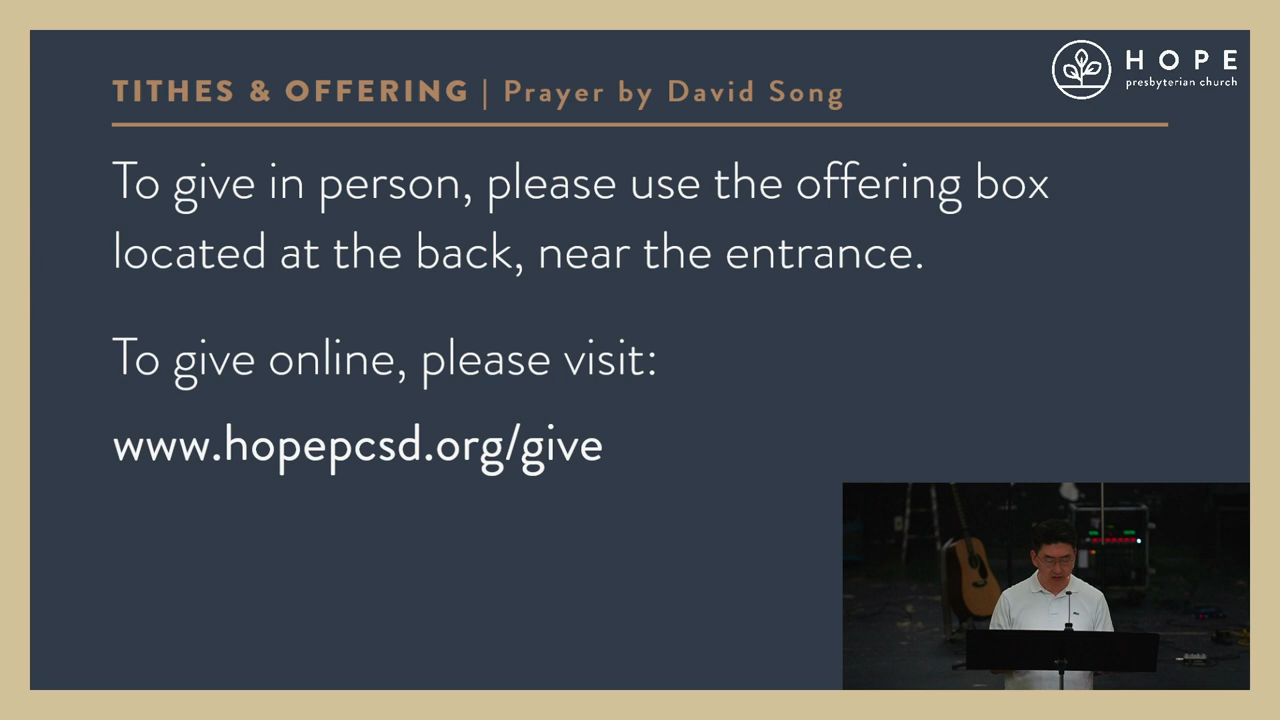 HOPE
presbyterian church
TITHES & OFFERING | Prayer by David Song
To give in person, please use the offering box
located at the back, near the entrance.
To give online, please visit:
www.hopepcsd.org/give